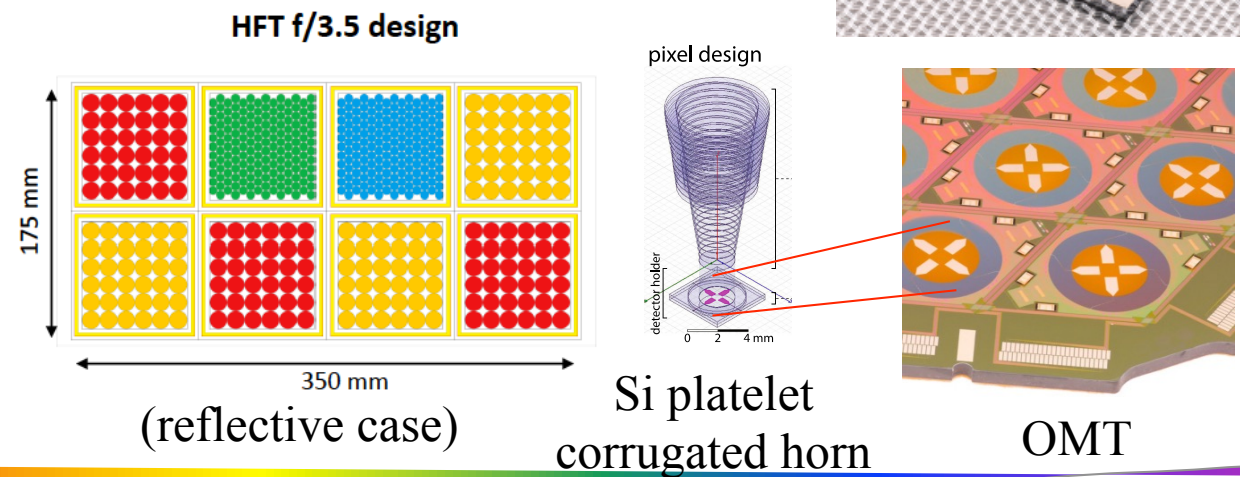 HFT f/3.5 design
pixel design
175 mm
350 mm
detector holder
0 2 4 mm
(reflective case)
Si platelet
corrugated horn
OMT